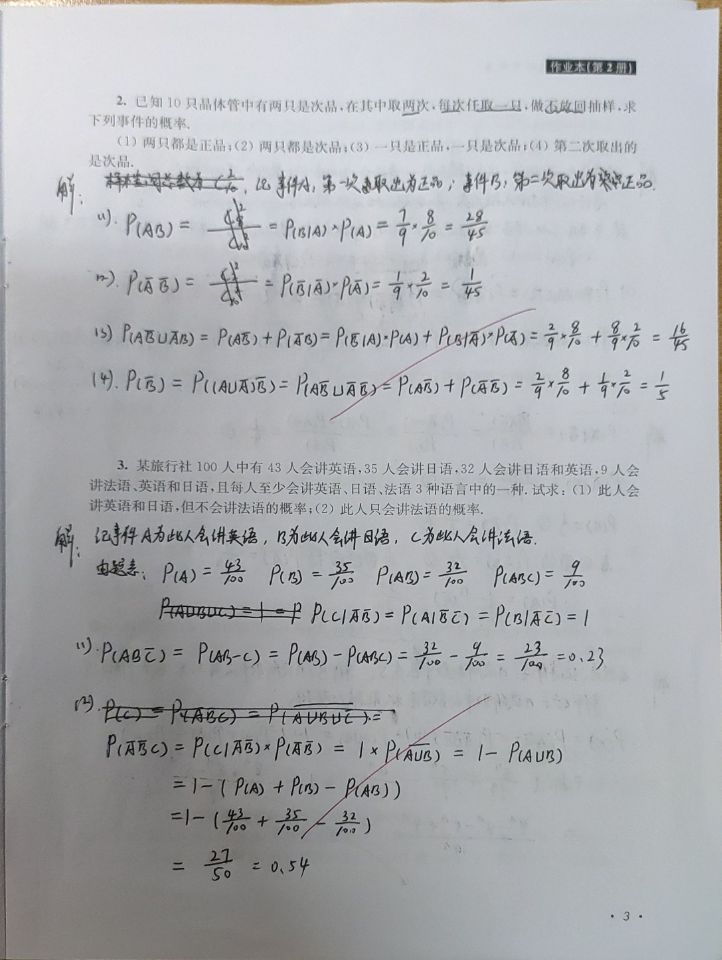 作业本(第2册)
2. 已知10只晶体管中有两只是次品,在其中取两次,每次任取一只,做不放回抽样.求
下列事件的概率.
(1) 两只都是正品;(2) 两只都是次品;(3) 一只是正品,一只是次品;(4) 第二次取出的
是次品.
解: 记事件A:第一次取出为正品;事件B:第二次取出为正品.
(1). P(AB) = = P(B|A)×P(A) = 7/9 × 8/10 = 28/45
(2). P(A̅B̅) = = P(B̅|A̅)×P(A̅) = 1/9 × 2/10 = 1/45
(3) P(AB̅∪A̅B) = P(AB̅) + P(A̅B) = P(B̅|A)×P(A) + P(B|A̅)×P(A̅) = 2/9 × 8/10 + 8/9 × 2/10 = 16/45
(4). P(B̅) = P((A∪A̅)B̅) = P(AB̅∪A̅B̅) = P(AB̅) + P(A̅B̅) = 2/9 × 8/10 + 1/9 × 2/10 = 1/5
3. 某旅行社100人中有43人会讲英语,35人会讲日语,32人会讲日语和英语,9人会
讲法语、英语和日语,且每人至少会讲英语、日语、法语3种语言中的一种.试求:(1) 此人会
讲英语和日语,但不会讲法语的概率;(2) 此人只会讲法语的概率.
解: 记事件A为此人会讲英语,B为此人会讲日语,C为此人会讲法语.
由题意: P(A) = 43/100 P(B) = 35/100 P(AB) = 32/100 P(ABC) = 9/100
P(A∪B∪C) = 1 = P P(C|A̅B̅) = P(A|B̅C̅) = P(B|A̅C̅) = 1
(1). P(ABC̅) = P(AB-C) = P(AB) - P(ABC) = 32/100 - 9/100 = 23/100 = 0.23
(2). P(C) = P(A̅B̅C) =
P(A̅B̅C) = P(C|A̅B̅)×P(A̅B̅) = 1 × P(A̅∪̅B̅) = 1 - P(A∪B)
= 1 - (P(A) + P(B) - P(AB))
= 1 - (43/100 + 35/100 - 32/100)
= 27/50 = 0.54
· 3 ·